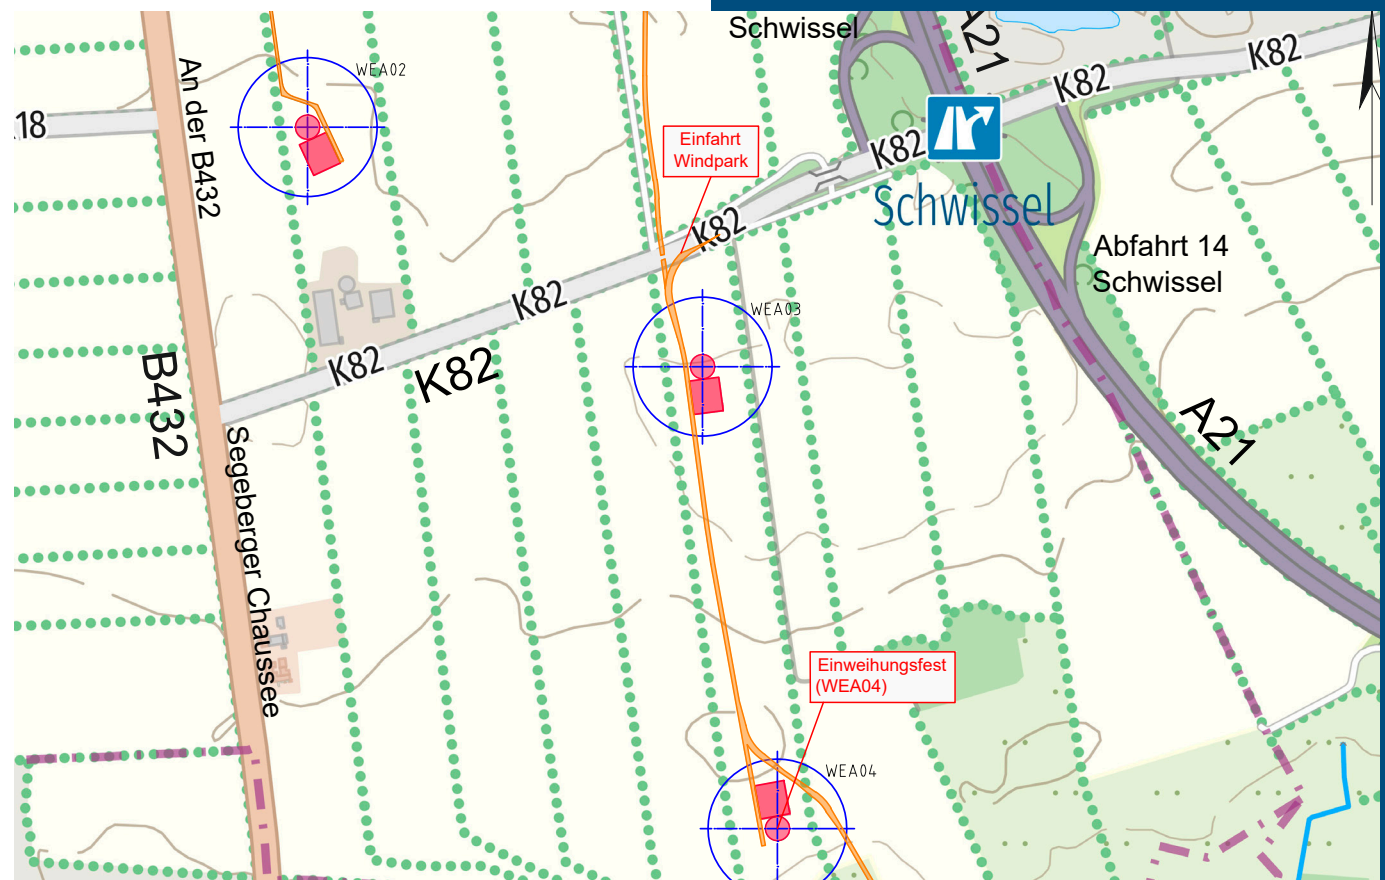 Schwissel
A21
K82
K82
WEA02
An der B432
18
Einfahrt
Windpark
K82
K82
Schwissel
Abfahrt 14
Schwissel
K82
WEA03
K82
K82
B432
A21
Segeberger Chaussee
Einweihungsfest
(WEA04)
WEA04